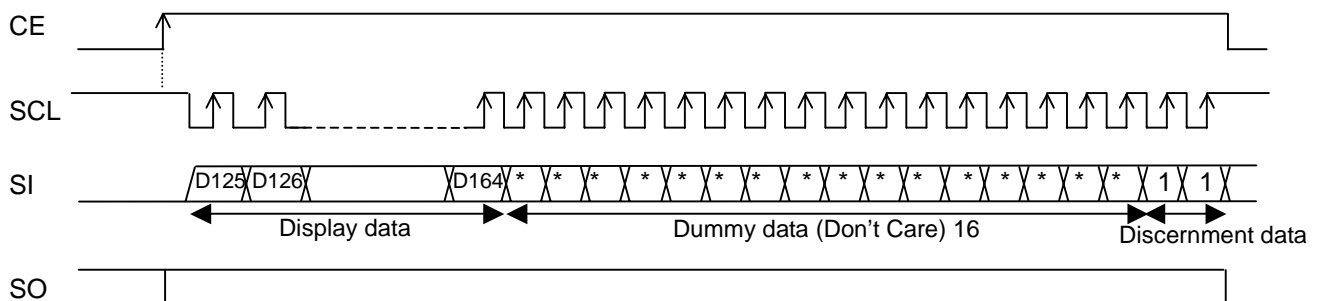 CE
SCL
SI D125 D126 D164 * * * * * * * * * * * * * * * * 1 1
Display data Dummy data (Don't Care) 16 Discernment data
SO